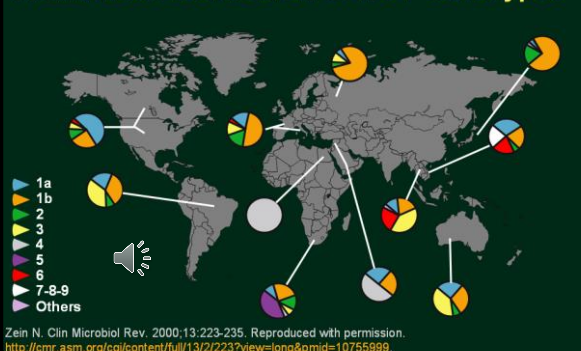 1a
1b
2
3
4
5
6
7-8-9
Others
Zein N. Clin Microbiol Rev. 2000;13:223-235. Reproduced with permission.
http://cmr.asm.org/cgi/content/full/13/2/223?view=long&pmid=10755999.